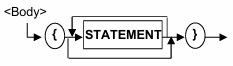 <Body>
{ STATEMENT }